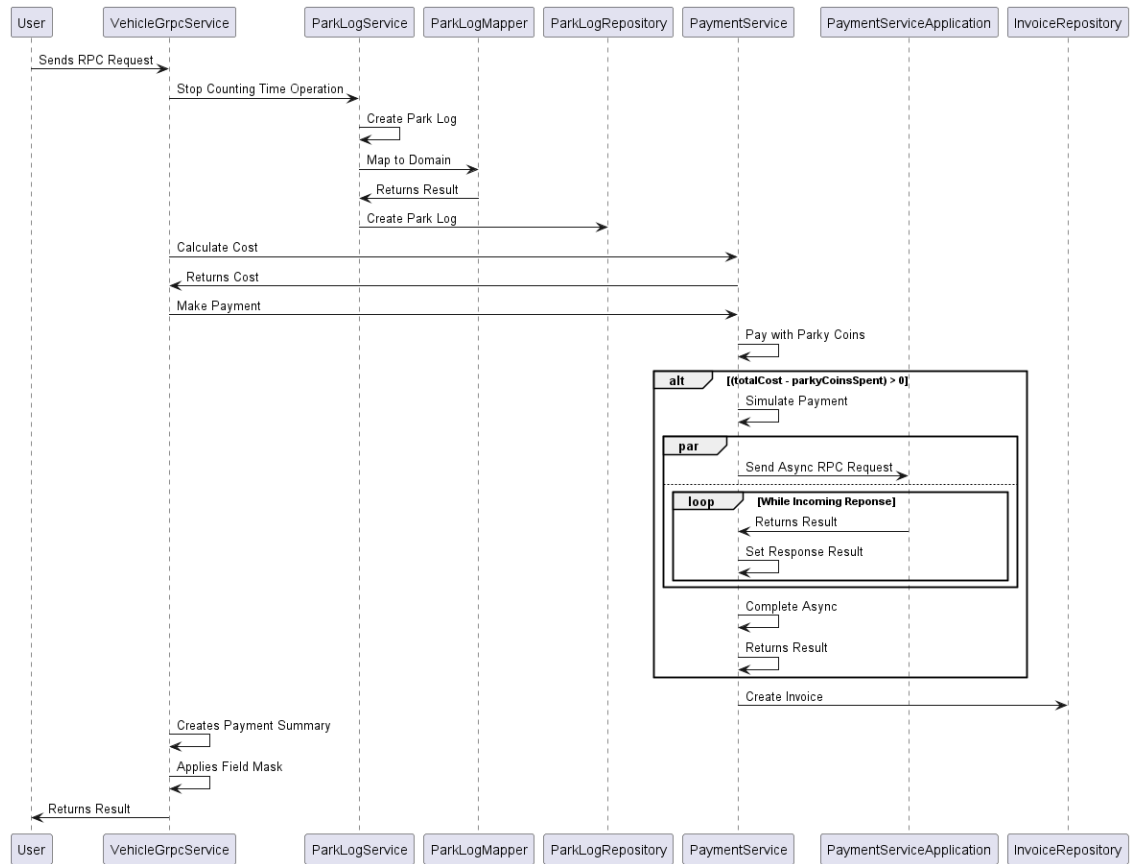 User VehicleGrpcService ParkLogService ParkLogMapper ParkLogRepository PaymentService PaymentServiceApplication InvoiceRepository
Sends RPC Request
Stop Counting Time Operation
Create Park Log
Map to Domain
Returns Result
Create Park Log
Calculate Cost
Returns Cost
Make Payment
Pay with Parky Coins
alt [(totalCost - parkyCoinsSpent) > 0]
Simulate Payment
par
Send Async RPC Request
loop [While Incoming Reponse]
Returns Result
Set Response Result
Complete Async
Returns Result
Create Invoice
Creates Payment Summary
Applies Field Mask
Returns Result
User VehicleGrpcService ParkLogService ParkLogMapper ParkLogRepository PaymentService PaymentServiceApplication InvoiceRepository